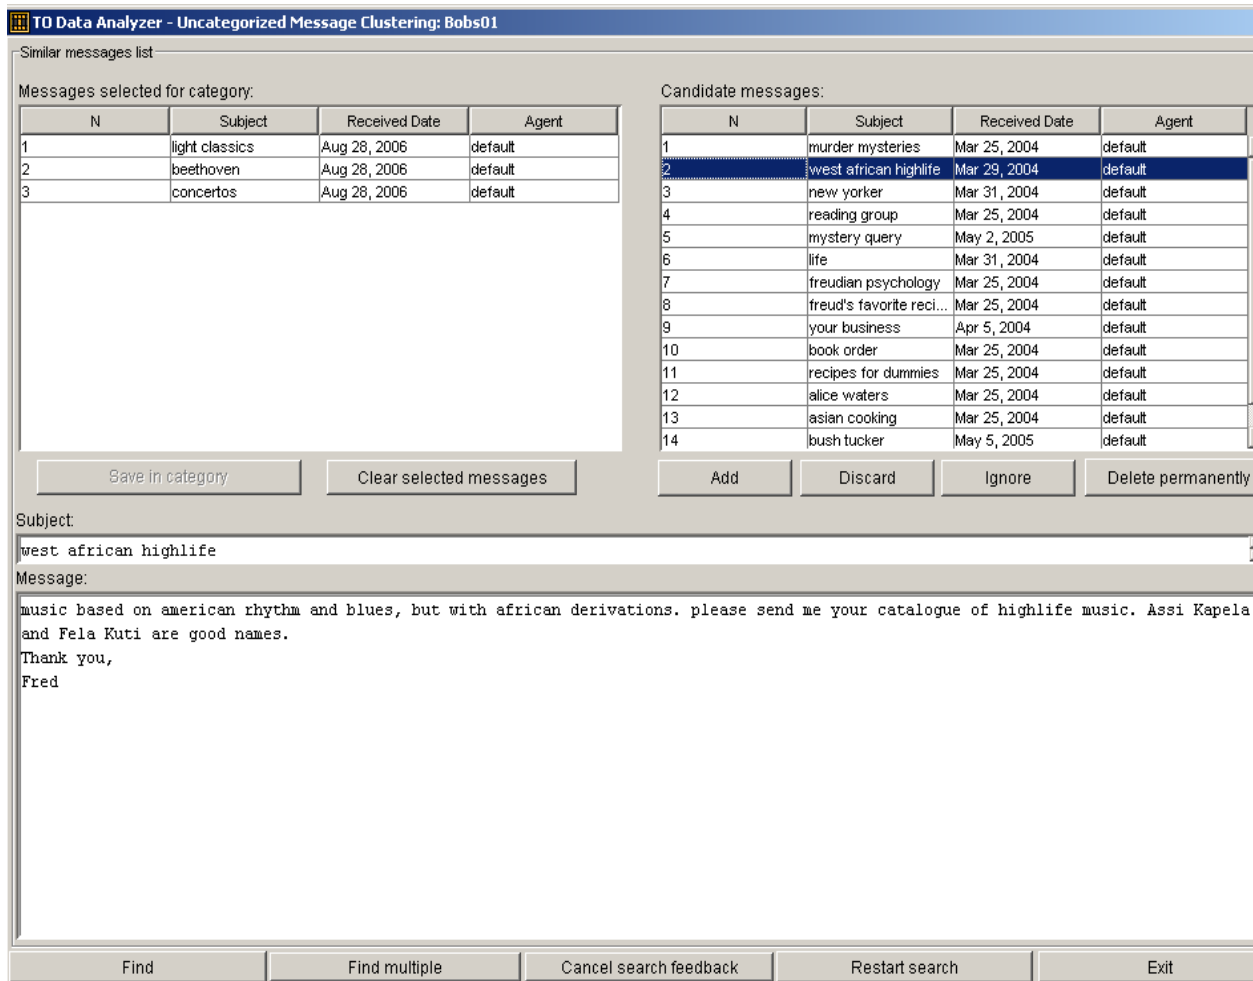 TO Data Analyzer - Uncategorized Message Clustering: Bobs01
Similar messages list
Messages selected for category:
N Subject Received Date Agent
1 light classics Aug 28, 2006 default
2 beethoven Aug 28, 2006 default
3 concertos Aug 28, 2006 default
Candidate messages:
N Subject Received Date Agent
1 murder mysteries Mar 25, 2004 default
2 west african highlife Mar 29, 2004 default
3 new yorker Mar 31, 2004 default
4 reading group Mar 25, 2004 default
5 mystery query May 2, 2005 default
6 life Mar 31, 2004 default
7 freudian psychology Mar 25, 2004 default
8 freud's favorite reci... Mar 25, 2004 default
9 your business Apr 5, 2004 default
10 book order Mar 25, 2004 default
11 recipes for dummies Mar 25, 2004 default
12 alice waters Mar 25, 2004 default
13 asian cooking Mar 25, 2004 default
14 bush tucker May 5, 2005 default
Save in category Clear selected messages Add Discard Ignore Delete permanently
Subject:
west african highlife
Message:
music based on american rhythm and blues, but with african derivations. please send me your catalogue of highlife music. Assi Kapela
and Fela Kuti are good names.
Thank you,
Fred
Find Find multiple Cancel search feedback Restart search Exit